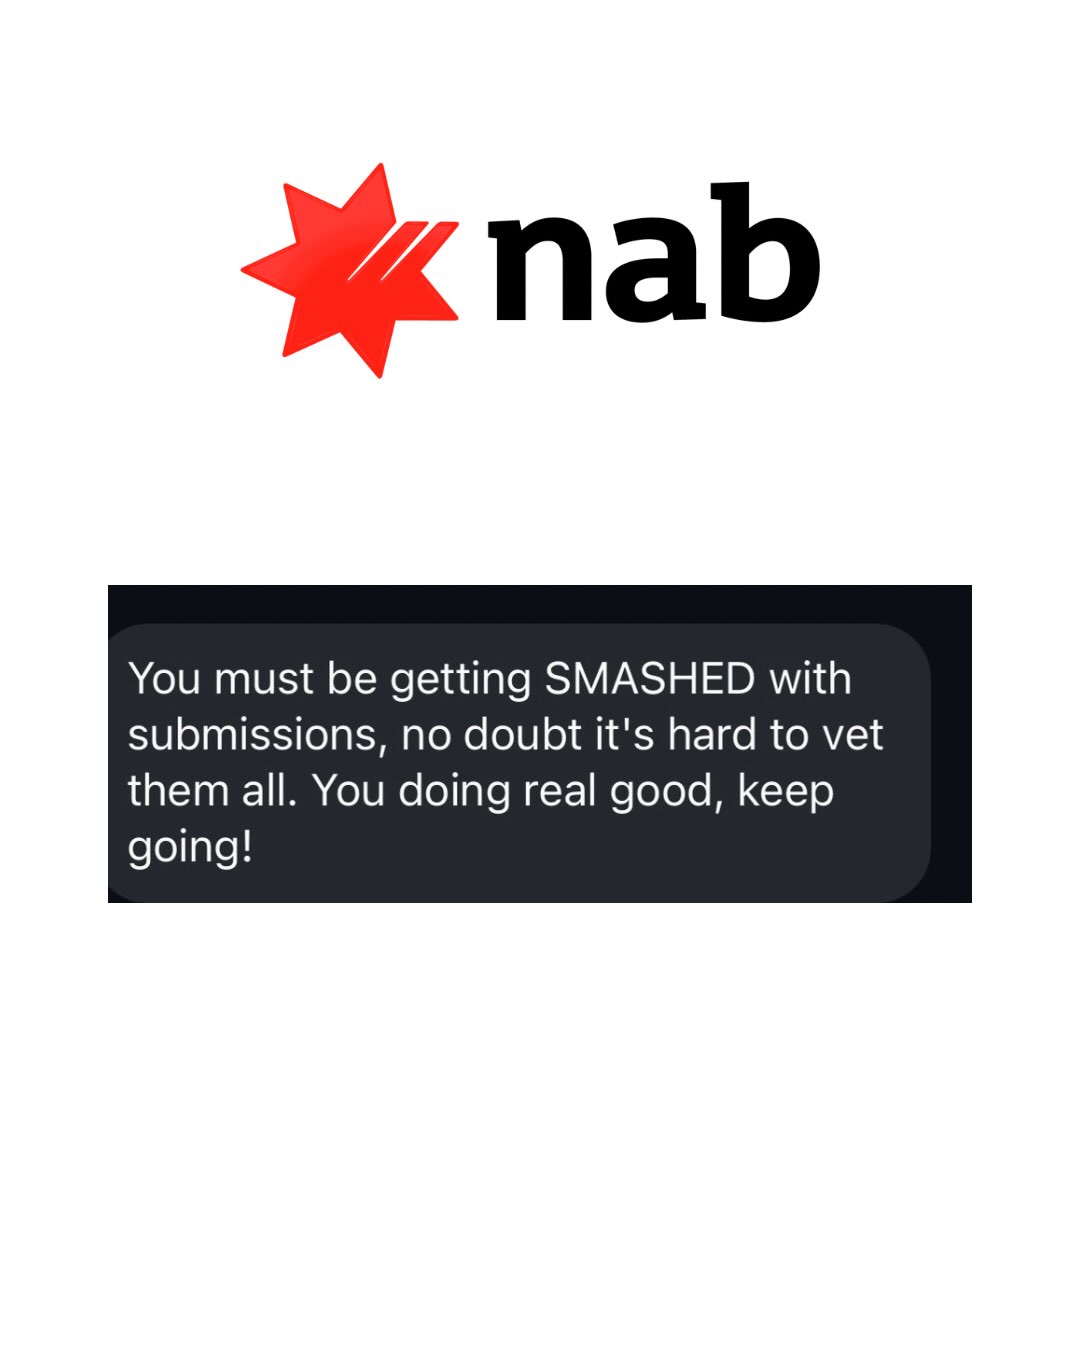 nab
You must be getting SMASHED with
submissions, no doubt it's hard to vet
them all. You doing real good, keep
going!